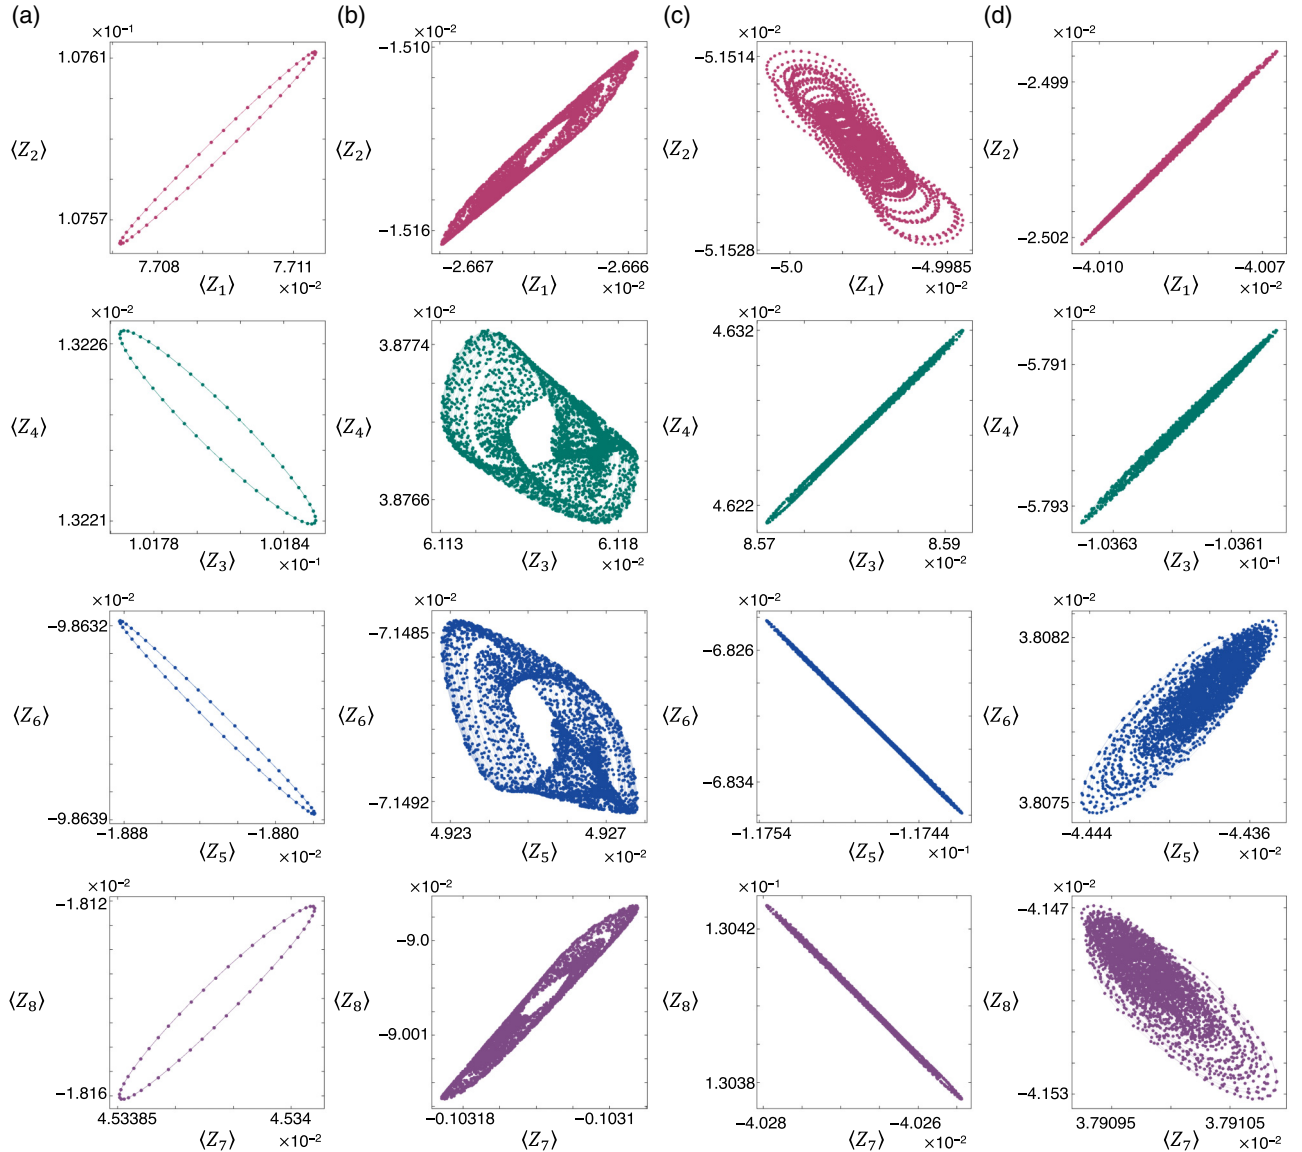 (a) (b) (c) (d)
×10⁻¹ ×10⁻² ×10⁻² ×10⁻²
1.0761 −1.510 −5.1514 −2.499
⟨Z₂⟩ ⟨Z₂⟩ ⟨Z₂⟩ ⟨Z₂⟩
1.0757 −1.516 −5.1528 −2.502
7.708 7.711 −2.667 −2.666 −5.0 −4.9985 −4.010 −4.007
⟨Z₁⟩ ×10⁻² ⟨Z₁⟩ ×10⁻² ⟨Z₁⟩ ×10⁻² ⟨Z₁⟩ ×10⁻²
×10⁻² ×10⁻² ×10⁻² ×10⁻²
1.3226 3.8774 4.632 −5.791
⟨Z₄⟩ ⟨Z₄⟩ ⟨Z₄⟩ ⟨Z₄⟩
1.3221 3.8766 4.622 −5.793
1.0178 1.0184 6.113 6.118 8.57 8.59 −1.0363 −1.0361
⟨Z₃⟩ ×10⁻¹ ⟨Z₃⟩ ×10⁻² ⟨Z₃⟩ ×10⁻² ⟨Z₃⟩ ×10⁻¹
×10⁻² ×10⁻² ×10⁻² ×10⁻²
−9.8632 −7.1485 −6.826 3.8082
⟨Z₆⟩ ⟨Z₆⟩ ⟨Z₆⟩ ⟨Z₆⟩
−9.8639 −7.1492 −6.834 3.8075
−1.888 −1.880 4.923 4.927 −1.1754 −1.1744 −4.444 −4.436
⟨Z₅⟩ ×10⁻² ⟨Z₅⟩ ×10⁻² ⟨Z₅⟩ ×10⁻¹ ⟨Z₅⟩ ×10⁻²
×10⁻² ×10⁻² ×10⁻¹ ×10⁻²
−1.812 −9.0 1.3042 −4.147
⟨Z₈⟩ ⟨Z₈⟩ ⟨Z₈⟩ ⟨Z₈⟩
−1.816 −9.001 1.3038 −4.153
4.53385 4.534 −0.10318 −0.1031 −4.028 −4.026 3.79095 3.79105
⟨Z₇⟩ ×10⁻² ⟨Z₇⟩ ⟨Z₇⟩ ×10⁻² ⟨Z₇⟩ ×10⁻²